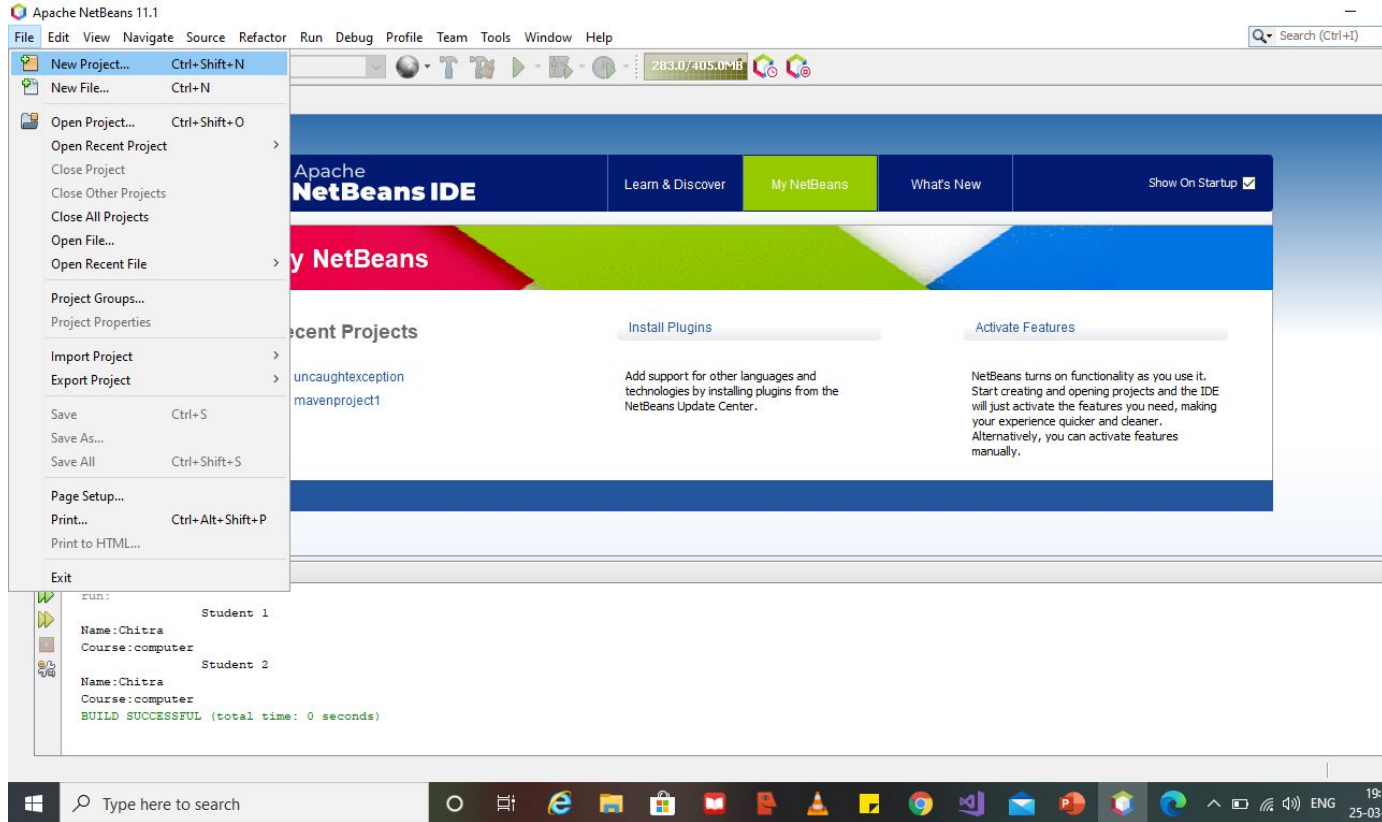 Apache NetBeans 11.1
File Edit View Navigate Source Refactor Run Debug Profile Team Tools Window Help
Search (Ctrl+I)
283.0/405.0MB
New Project... Ctrl+Shift+N
New File... Ctrl+N
Open Project... Ctrl+Shift+O
Open Recent Project
Close Project
Close Other Projects
Close All Projects
Open File...
Open Recent File
Project Groups...
Project Properties
Import Project
Export Project
Save Ctrl+S
Save As...
Save All Ctrl+Shift+S
Page Setup...
Print... Ctrl+Alt+Shift+P
Print to HTML...
Exit
Apache
NetBeans IDE
Learn & Discover
My NetBeans
What's New
Show On Startup
y NetBeans
ecent Projects
uncaughtexception
mavenproject1
Install Plugins
Add support for other languages and
technologies by installing plugins from the
NetBeans Update Center.
Activate Features
NetBeans turns on functionality as you use it.
Start creating and opening projects and the IDE
will just activate the features you need, making
your experience quicker and cleaner.
Alternatively, you can activate features
manually.
run:
Student 1
Name:Chitra
Course:computer
Student 2
Name:Chitra
Course:computer
BUILD SUCCESSFUL (total time: 0 seconds)
Type here to search
ENG
19:
25-03-